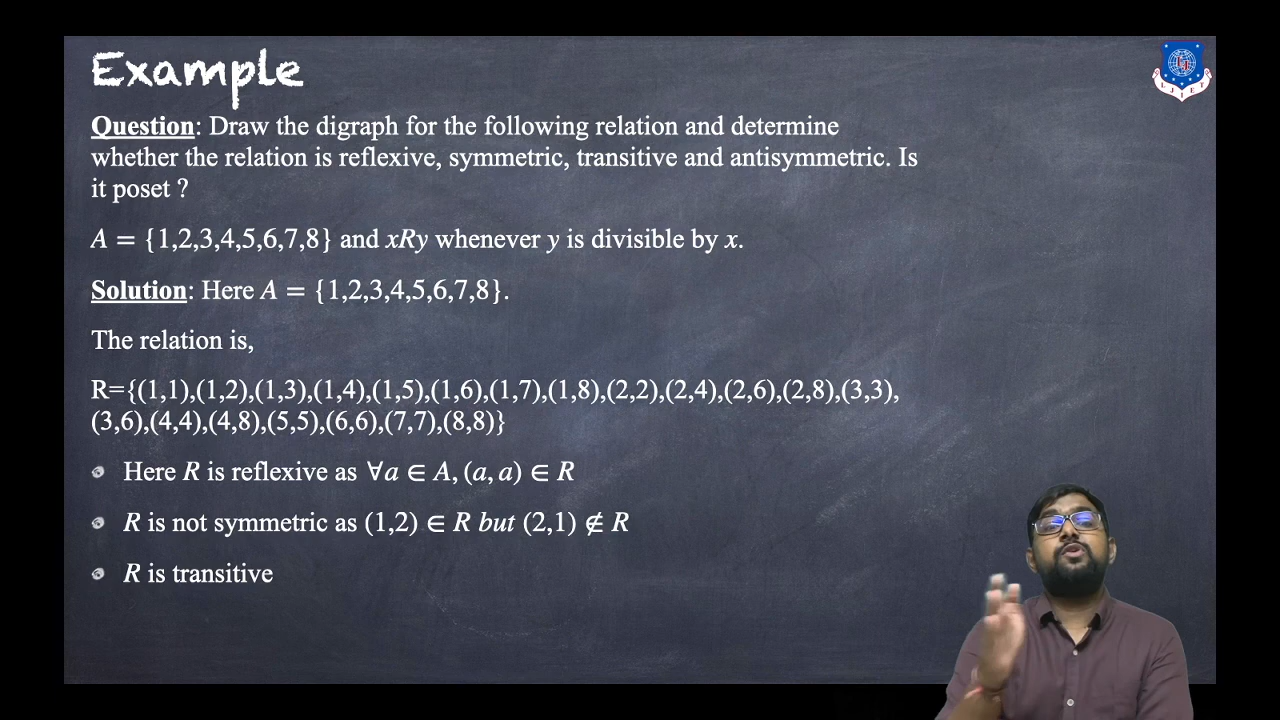 Example
Question: Draw the digraph for the following relation and determine
whether the relation is reflexive, symmetric, transitive and antisymmetric. Is
it poset ?
A = {1,2,3,4,5,6,7,8} and xRy whenever y is divisible by x.
Solution: Here A = {1,2,3,4,5,6,7,8}.
The relation is,
R={(1,1),(1,2),(1,3),(1,4),(1,5),(1,6),(1,7),(1,8),(2,2),(2,4),(2,6),(2,8),(3,3),
(3,6),(4,4),(4,8),(5,5),(6,6),(7,7),(8,8)}
Here R is reflexive as ∀a ∈ A, (a, a) ∈ R
R is not symmetric as (1,2) ∈ R but (2,1) ∉ R
R is transitive